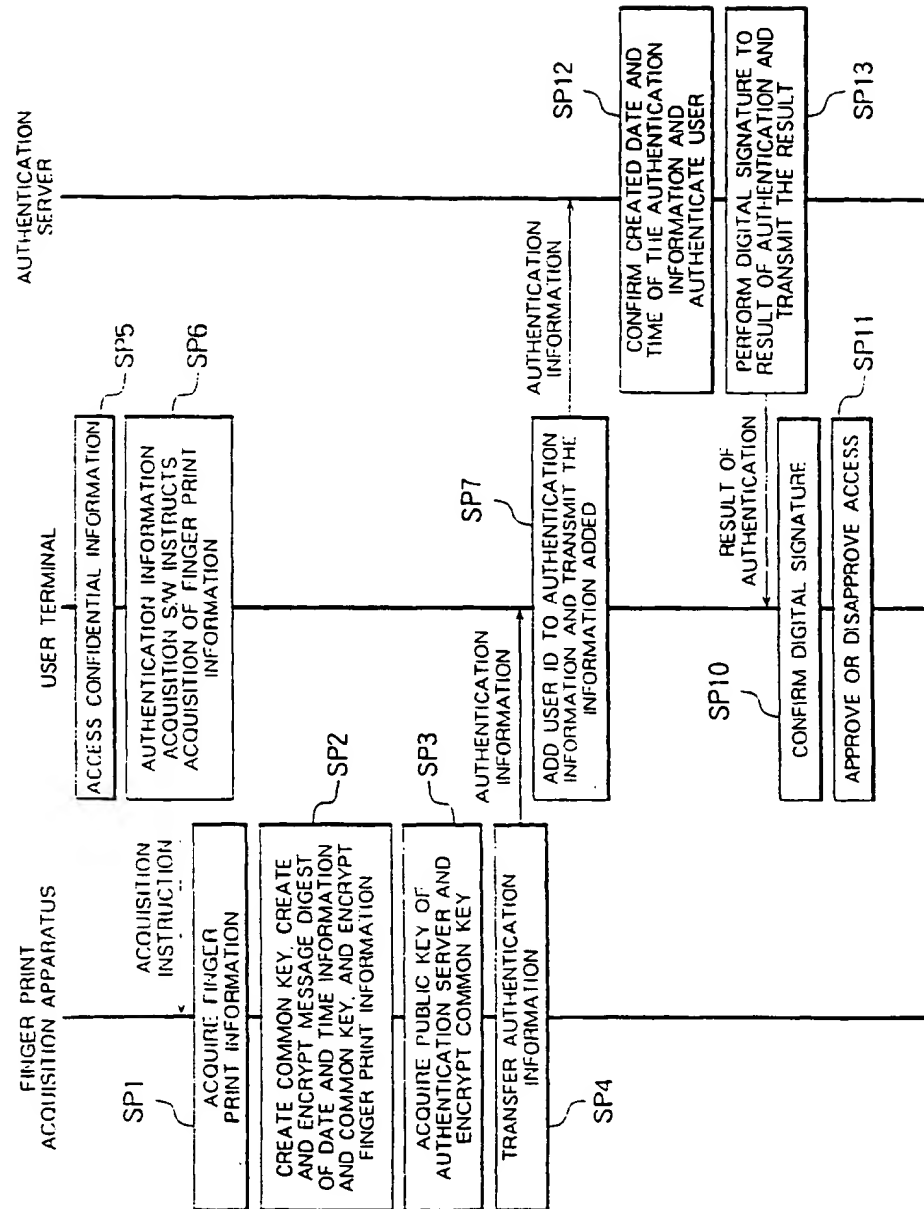 FINGER PRINT
ACQUISITION APPARATUS
USER TERMINAL
AUTHENTICATION
SERVER
ACCESS CONFIDENTIAL INFORMATION
SP5
AUTHENTICATION INFORMATION
ACQUISITION S/W INSTRUCTS
ACQUISITION OF FINGER PRINT
INFORMATION
SP6
ACQUISITION
INSTRUCTION
SP1
ACQUIRE FINGER
PRINT INFORMATION
CREATE COMMON KEY, CREATE
AND ENCRYPT MESSAGE DIGEST
OF DATE AND TIME INFORMATION
AND COMMON KEY, AND ENCRYPT
FINGER PRINT INFORMATION
SP2
ACQUIRE PUBLIC KEY OF
AUTHENTICATION SERVER AND
ENCRYPT COMMON KEY
SP3
TRANSFER AUTHENTICATION
INFORMATION
SP4
AUTHENTICATION
INFORMATION
ADD USER ID TO AUTHENTICATION
INFORMATION AND TRANSMIT THE
INFORMATION ADDED
SP7
AUTHENTICATION
INFORMATION
CONFIRM CREATED DATE AND
TIME OF THE AUTHENTICATION
INFORMATION AND
AUTHENTICATE USER
SP12
PERFORM DIGITAL SIGNATURE TO
RESULT OF AUTHENTICATION AND
TRANSMIT THE RESULT
SP13
RESULT OF
AUTHENTICATION
SP10
CONFIRM DIGITAL SIGNATURE
APPROVE OR DISAPPROVE ACCESS
SP11